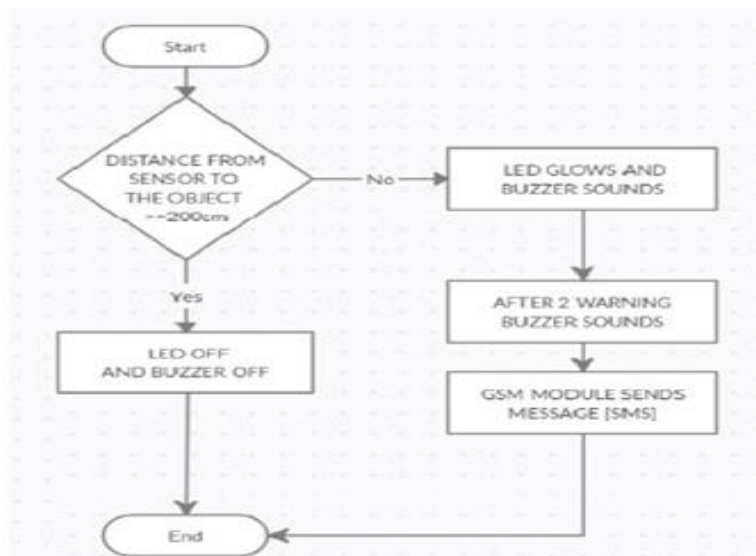 Start
DISTANCE FROM
SENSOR TO
THE OBJECT
>=200cm
No
LED GLOWS AND
BUZZER SOUNDS
Yes
AFTER 2 WARNING
BUZZER SOUNDS
LED OFF
AND BUZZER OFF
GSM MODULE SENDS
MESSAGE [SMS]
End